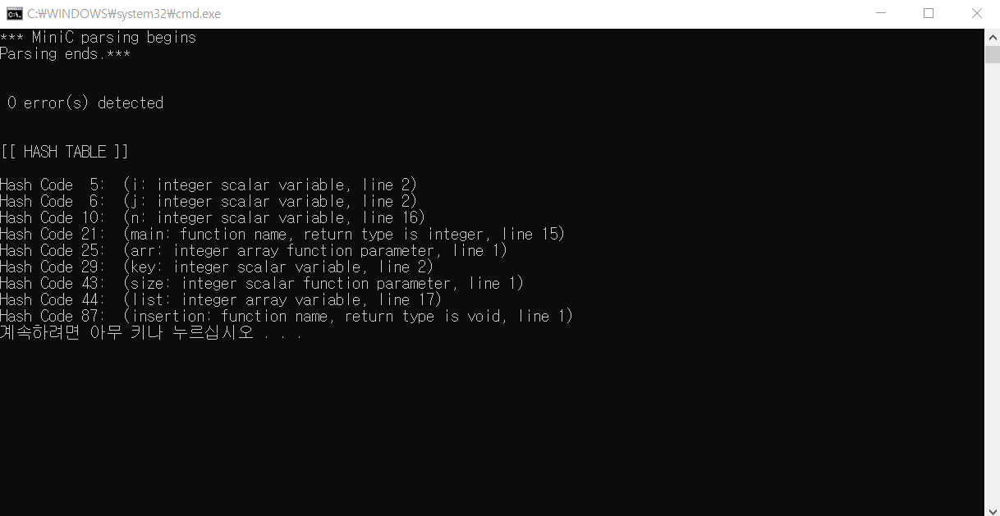 C:₩WINDOWS₩system32₩cmd.exe
*** MiniC parsing begins
Parsing ends.***
0 error(s) detected
[[ HASH TABLE ]]
Hash Code  5:  (i: integer scalar variable, line 2)
Hash Code  6:  (j: integer scalar variable, line 2)
Hash Code 10:  (n: integer scalar variable, line 16)
Hash Code 21:  (main: function name, return type is integer, line 15)
Hash Code 25:  (arr: integer array function parameter, line 1)
Hash Code 29:  (key: integer scalar variable, line 2)
Hash Code 43:  (size: integer scalar function parameter, line 1)
Hash Code 44:  (list: integer array variable, line 17)
Hash Code 87:  (insertion: function name, return type is void, line 1)
계속하려면 아무 키나 누르십시오 . . .